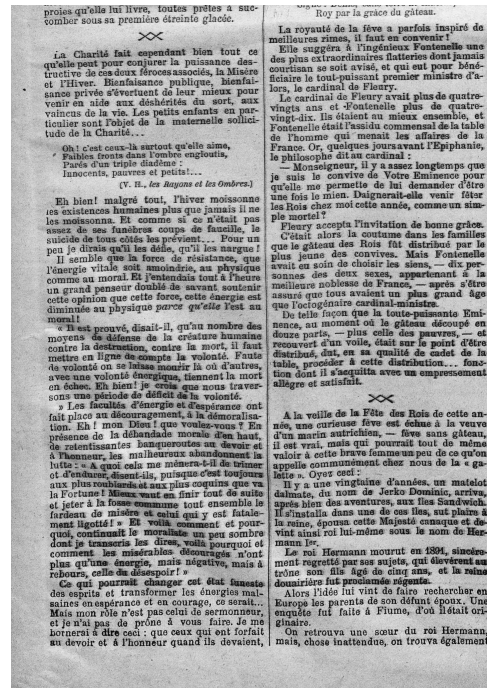 proies qu'elle lui livre, toutes prêtes à suc-
comber sous sa première étreinte glacée.
La Charité fait cependant bien tout ce
qu'elle peut pour conjurer la puissance des-
tructive de ces deux féroces associés, la Misère
et l'Hiver. Bienfaisance publique, bienfai-
sance privée s'évertuent de leur mieux pour
venir en aide aux déshérités du sort, aux
vaincus de la vie. Les petits enfants en par-
ticulier sont l'objet de la maternelle sollici-
tude de la Charité...
Oh! c'est ceux-là surtout qu'elle aime,
Faibles fronts dans l'ombre engloutis,
Parés d'un triple diadème :
Innocents, pauvres et petits!...
(V. H., les Rayons et les Ombres.)
Eh bien! malgré tout, l'hiver moissonne
les existences humaines plus que jamais il ne
les moissonna. Et comme si ce n'était pas
assez de ses funèbres coups de faucille, le
suicide de tous côtés les prévient... Pour un
peu je dirais qu'il les défie, qu'il les nargue!
Il semble que la force de résistance, que
l'énergie vitale soit amoindrie, au physique
comme au moral. Et j'entendais tout à l'heure
un grand penseur doublé de savant soutenir
cette opinion que cette force, cette énergie est
diminuée au physique parce qu'elle l'est au
moral!
« Il est prouvé, disait-il, qu'au nombre des
moyens de défense de la créature humaine
contre la destruction, contre la mort, il faut
mettre en ligne de compte la volonté. Faute
de volonté on se laisse mourir là où d'autres,
avec une volonté énergique, tiennent la mort
en échec. Eh bien! je crois que nous traver-
sons une période de déficit de la volonté.
» Les facultés d'énergie et d'espérance ont
fait place au découragement, à la démoralisa-
tion. Eh! mon Dieu! que voulez-vous? En
présence de la débandade morale d'en haut,
de retentissantes banqueroutes au devoir et
à l'honneur, les malheureux abandonnent la
lutte : « A quoi cela me mènera-t-il de trimer
et d'endurer, disent-ils, puisque c'est toujours
aux plus roublards et aux plus coquins que va
la Fortune! Mieux vaut en finir tout de suite
et jeter à la fosse commune tout ensemble le
fardeau de misère et celui qui y est fatale-
ment ligotté! » Et voilà comment et pour-
quoi, continuait le moraliste un peu sombre
dont je transcris les dires, voilà pourquoi et
comment les misérables découragés n'ont
plus qu'une énergie, mais négative, mais à
rebours, celle du désespoir! »
Ce qui pourrait changer cet état funeste
des esprits et transformer les énergies mal-
saines en espérance et en courage, ce serait...
Mais mon rôle n'est pas celui de sermonneur,
et je n'ai pas de prône à vous faire. Je me
bornerai à dire ceci : que ceux qui ont forfait
au devoir et à l'honneur quand ils devaient,
Roy par la grâce du gâteau.
La royauté de la fève a parfois inspiré de
meilleures rimes, il faut en convenir!
Elle suggéra à l'ingénieux Fontenelle une
des plus extraordinaires flatteries dont jamais
courtisan se soit avisé, et qui eut pour béné-
ficiaire le tout-puissant premier ministre d'a-
lors, le cardinal de Fleury.
Le cardinal de Fleury avait plus de quatre-
vingts ans et Fontenelle plus de quatre-
vingt-dix. Ils étaient au mieux ensemble, et
Fontenelle était l'assidu commensal de la table
de l'homme qui menait les affaires de la
France. Or, quelques jours avant l'Epiphanie,
le philosophe dit au cardinal :
— Monseigneur, il y a assez longtemps que
je suis le convive de Votre Eminence pour
qu'elle me permette de lui demander d'être
une fois le mien. Daignerait-elle venir fêter
les Rois chez moi cette année, comme un sim-
ple mortel?
Fleury accepta l'invitation de bonne grâce.
C'était alors la coutume dans les familles
que le gâteau des Rois fût distribué par le
plus jeune des convives. Mais Fontenelle
avait eu soin de choisir les siens, — dix per-
sonnes des deux sexes, appartenant à la
meilleure noblesse de France, — après s'être
assuré que tous avaient un plus grand âge
que l'octogénaire cardinal-ministre.
De telle façon que la toute-puissante Emi-
nence, au moment où le gâteau découpé en
douze parts, — plus celle des pauvres, — et
recouvert d'un voile, était sur le point d'être
distribué, dut, en sa qualité de cadet de la
table, procéder à cette distribution... fonc-
tion dont il s'acquitta avec un empressement
allègre et satisfait.
A la veille de la Fête des Rois de cette an-
née, une curieuse fève est échue à la veuve
d'un marin autrichien, — fève sans gâteau,
il est vrai, mais qui pourrait tout de même
valoir à cette brave femme un peu de ce qu'on
appelle communément chez nous de la « ga-
lette ». Oyez ceci :
Il y a une vingtaine d'années, un matelot
dalmate, du nom de Jerko Dominic, arriva,
après bien des aventures, aux îles Sandwich.
Il s'installa dans une de ces îles, sut plaire à
la reine, épousa cette Majesté canaque et de-
vint ainsi roi lui-même sous le nom de Her-
mann 1er.
Le roi Hermann mourut en 1891, sincère-
ment regretté par ses sujets, qui élevèrent au
trône son fils âgé de cinq ans, et la reine
douairière fut proclamée régente.
Alors l'idée lui vint de faire rechercher en
Europe les parents de son défunt époux. Une
enquête fut faite à Fiume, d'où il était ori-
ginaire.
On retrouva une sœur du roi Hermann,
mais, chose inattendue, on trouva également